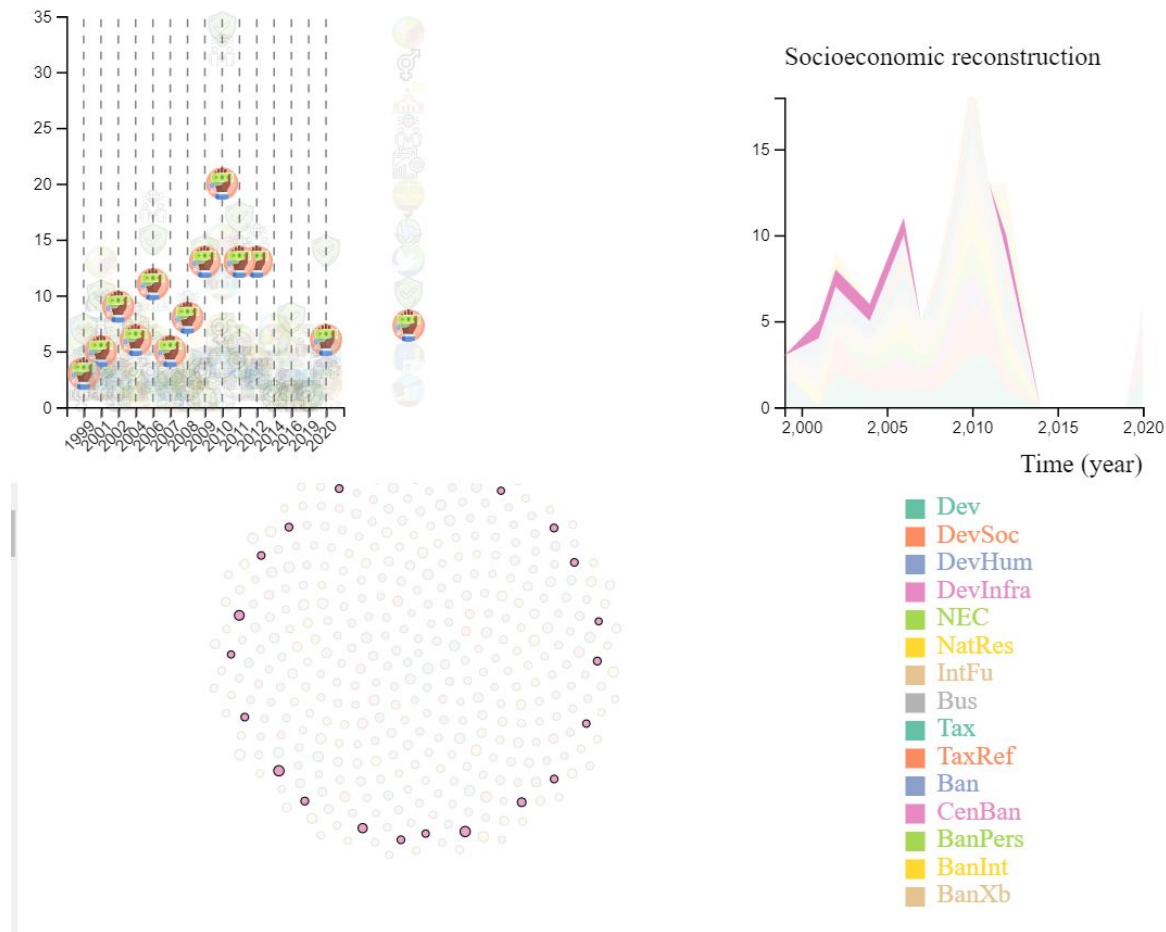 35
30
25
20
15
10
5
0
1999
2001
2002
2004
2006
2007
2008
2009
2010
2011
2012
2014
2016
2019
2020
Socioeconomic reconstruction
15
10
5
0
2,000
2,005
2,010
2,015
2,020
Time (year)
Dev
DevSoc
DevHum
DevInfra
NEC
NatRes
IntFu
Bus
Tax
TaxRef
Ban
CenBan
BanPers
BanInt
BanXb